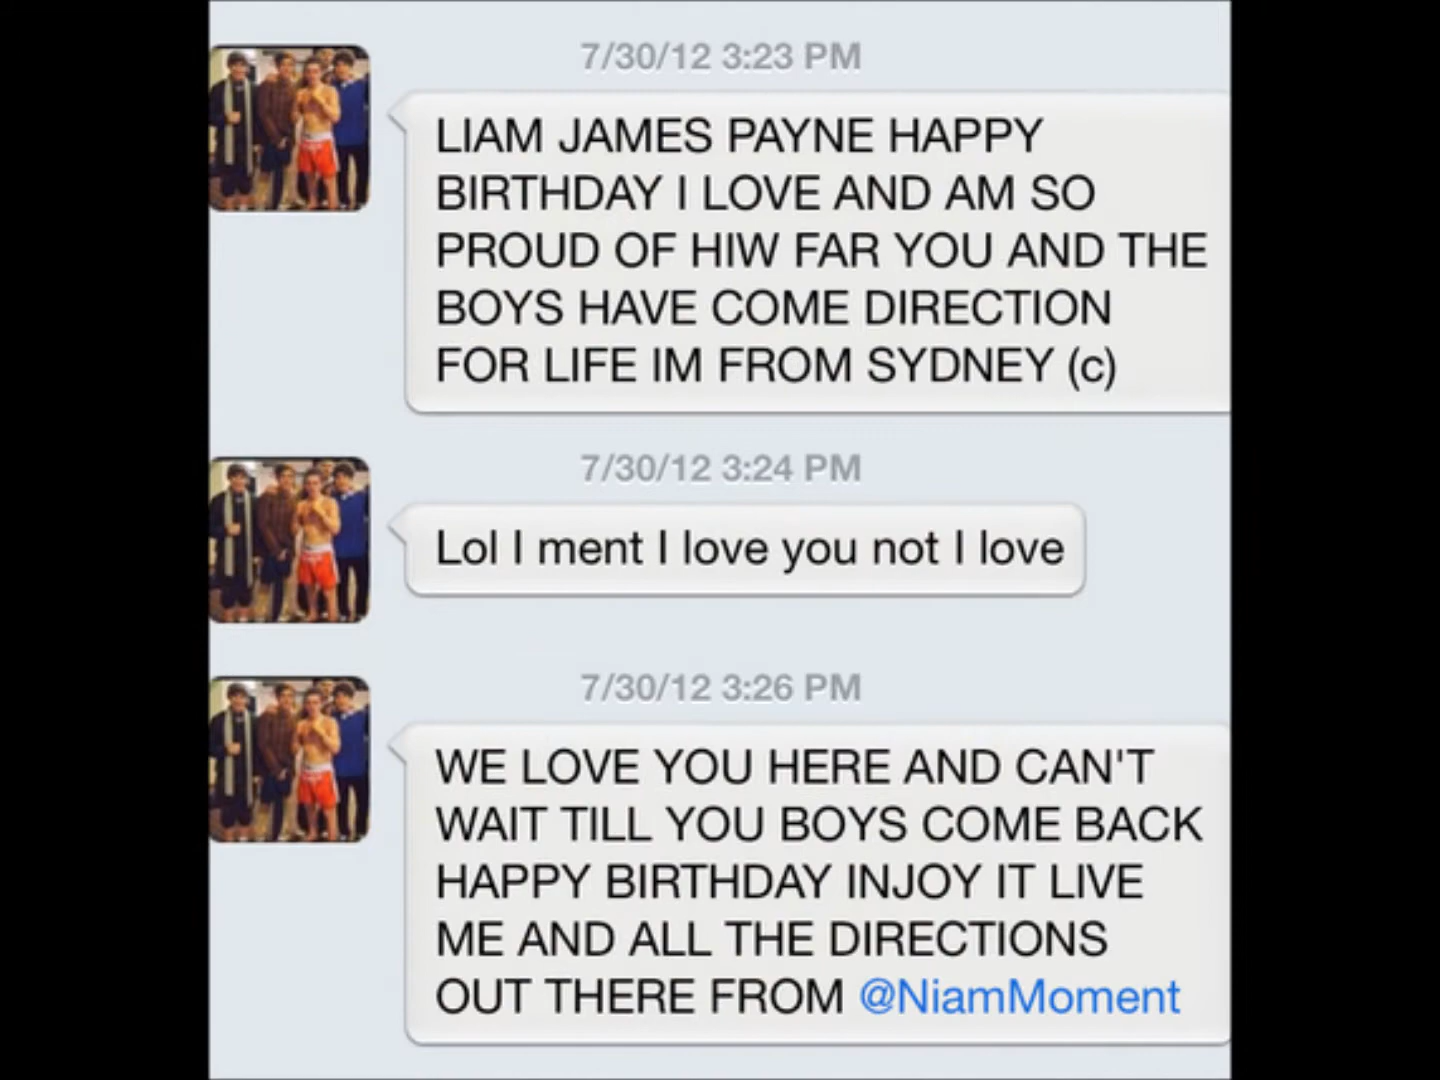 7/30/12 3:23 PM
LIAM JAMES PAYNE HAPPY
BIRTHDAY I LOVE AND AM SO
PROUD OF HIW FAR YOU AND THE
BOYS HAVE COME DIRECTION
FOR LIFE IM FROM SYDNEY (c)
7/30/12 3:24 PM
Lol I ment I love you not I love
7/30/12 3:26 PM
WE LOVE YOU HERE AND CAN'T
WAIT TILL YOU BOYS COME BACK
HAPPY BIRTHDAY INJOY IT LIVE
ME AND ALL THE DIRECTIONS
OUT THERE FROM @NiamMoment